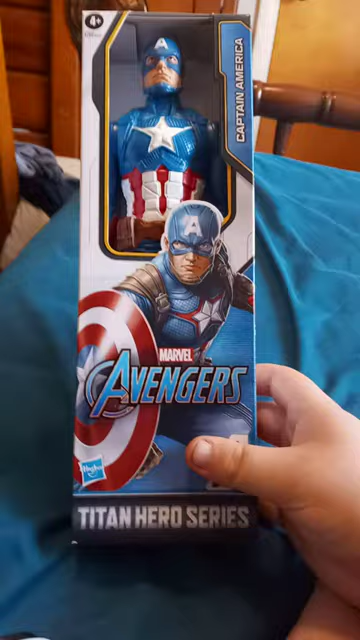 4+
CAPTAIN AMERICA
A
A
MARVEL
AVENGERS
Hasbro
TITAN HERO SERIES